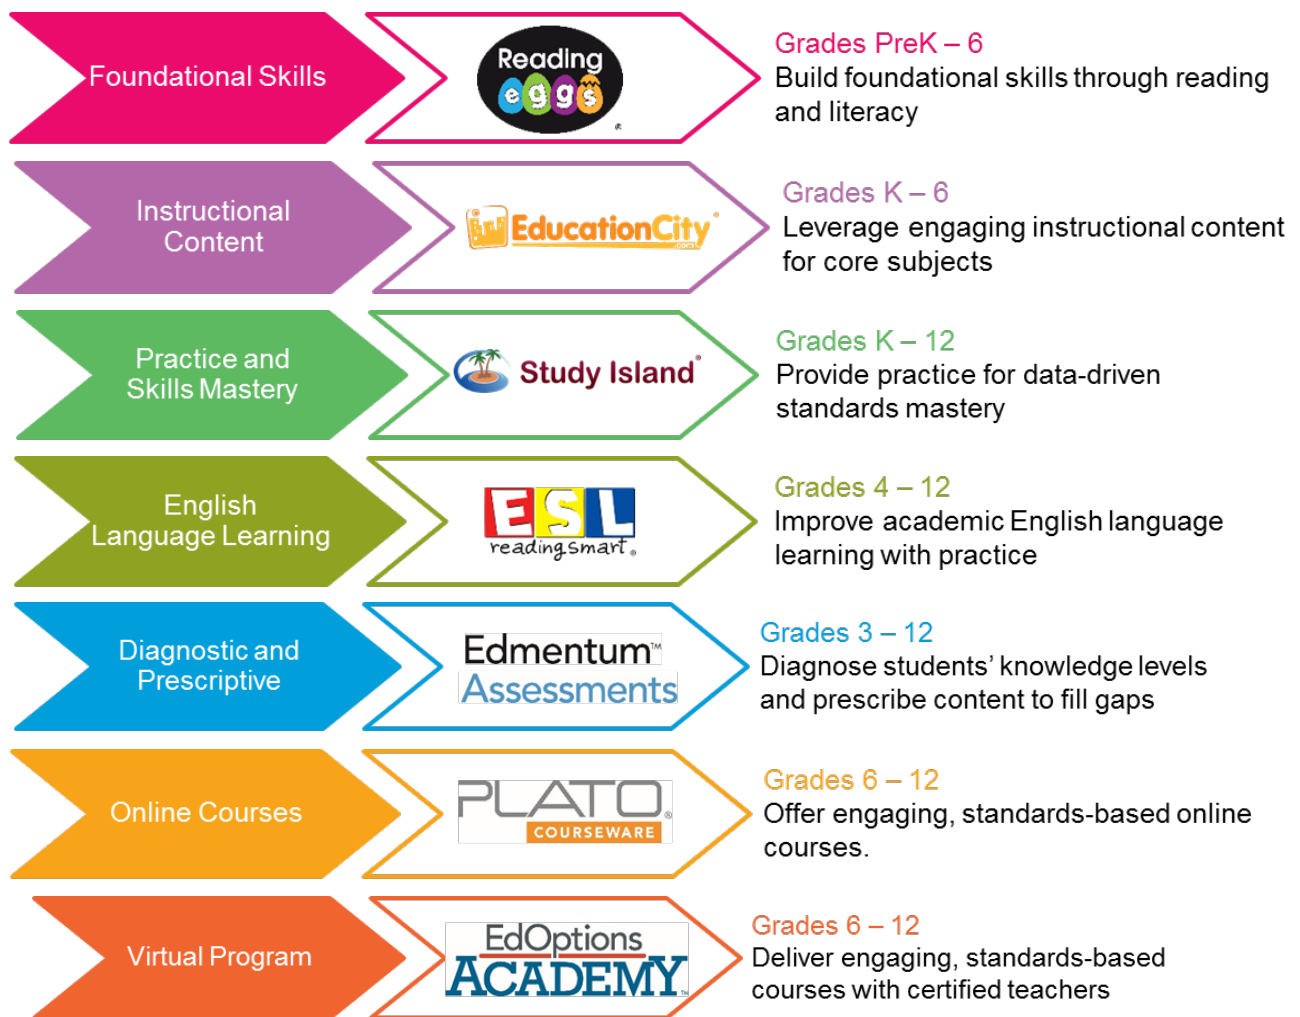 Foundational Skills
Reading
eggs
®
Grades PreK – 6
Build foundational skills through reading
and literacy
Instructional
Content
EducationCity®
.com
Grades K – 6
Leverage engaging instructional content
for core subjects
Practice and
Skills Mastery
Study Island®
Grades K – 12
Provide practice for data-driven
standards mastery
English
Language Learning
ESL
readingsmart®
Grades 4 – 12
Improve academic English language
learning with practice
Diagnostic and
Prescriptive
Edmentum™
Assessments
Grades 3 – 12
Diagnose students’ knowledge levels
and prescribe content to fill gaps
Online Courses
PLATO®
COURSEWARE
Grades 6 – 12
Offer engaging, standards-based online
courses.
Virtual Program
EdOptions
ACADEMY™
Grades 6 – 12
Deliver engaging, standards-based
courses with certified teachers